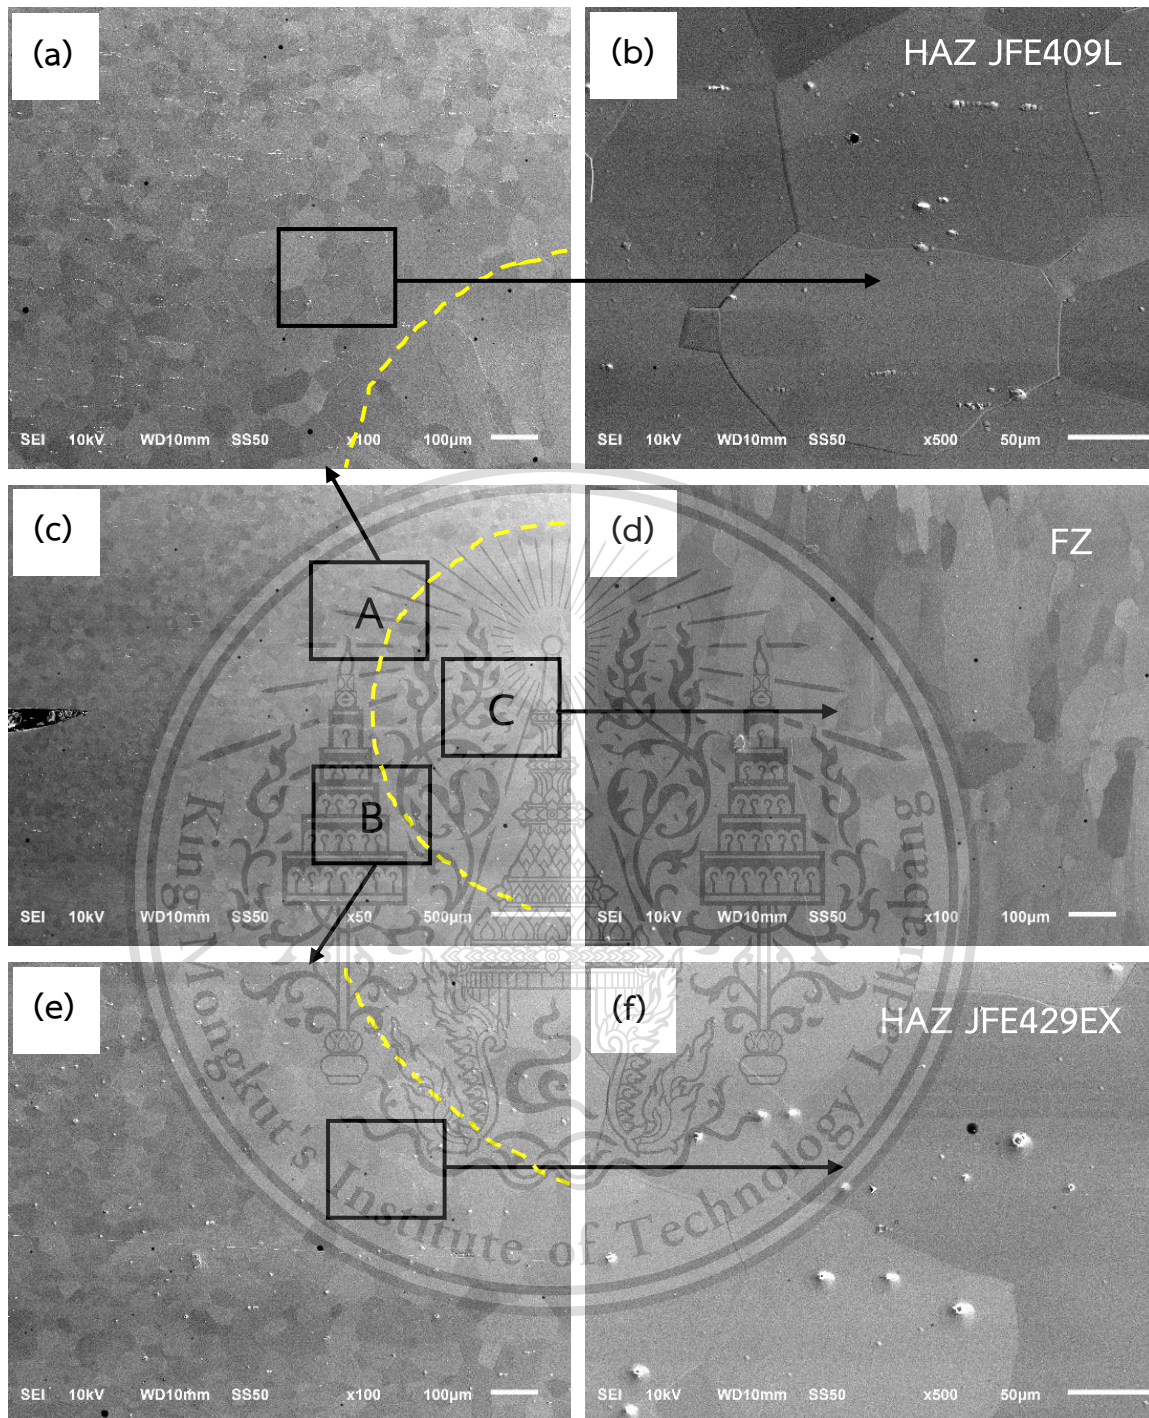 (a)
SEI 10kV WD10mm SS50 x100 100µm
(b)
HAZ JFE409L
SEI 10kV WD10mm SS50 x500 50µm
(c)
A
C
B
SEI 10kV WD10mm SS50 x50 500µm
(d)
FZ
SEI 10kV WD10mm SS50 x100 100µm
(e)
SEI 10kV WD10mm SS50 x100 100µm
(f)
HAZ JFE429EX
SEI 10kV WD10mm SS50 x500 50µm
King Mongkut's Institute of Technology Ladkrabang